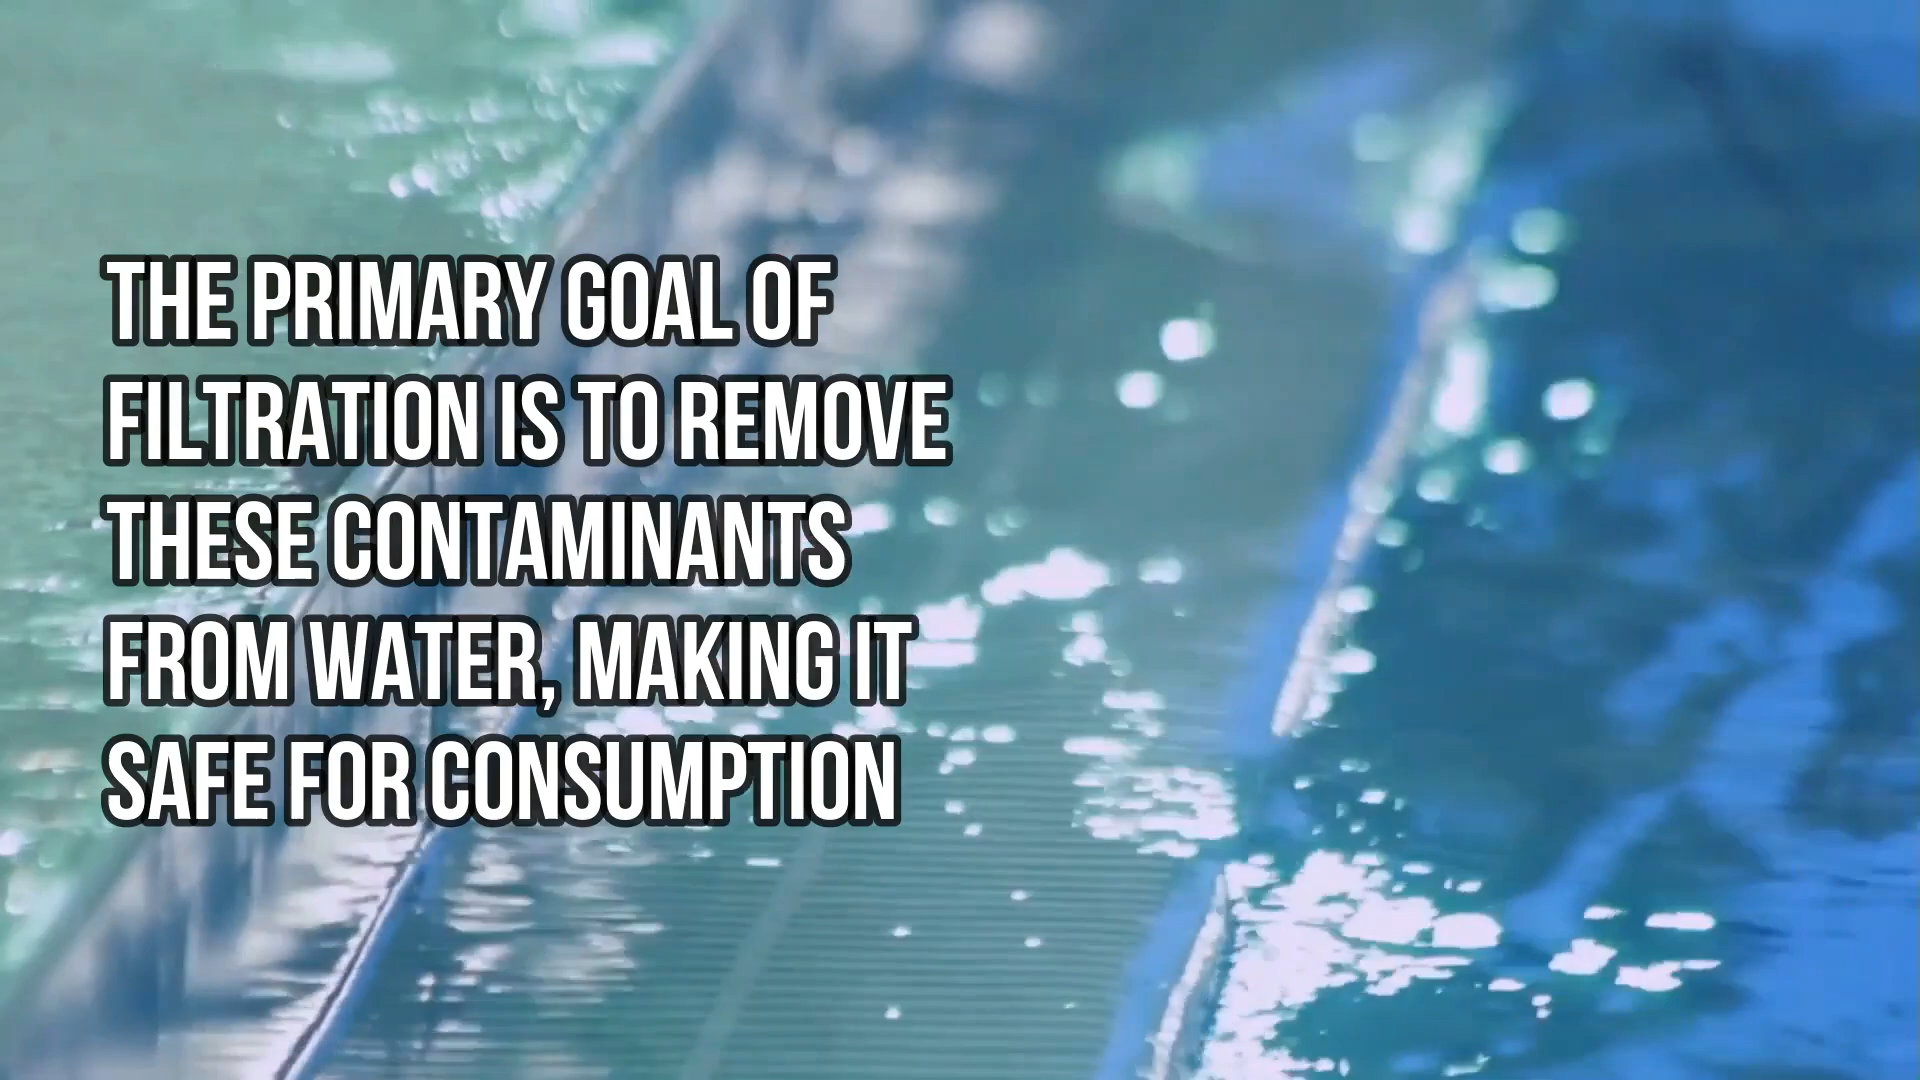 THE PRIMARY GOAL OF
FILTRATION IS TO REMOVE
THESE CONTAMINANTS
FROM WATER, MAKING IT
SAFE FOR CONSUMPTION